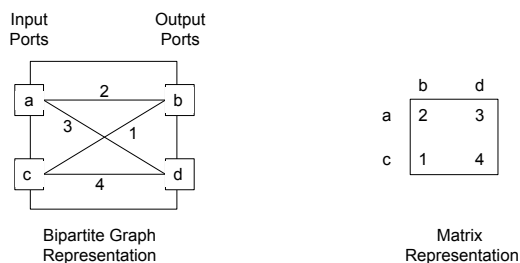 Input
Ports
Output
Ports
a 2 b
3 1
c d
4
Bipartite Graph
Representation
b d
a 2 3
c 1 4
Matrix
Representation